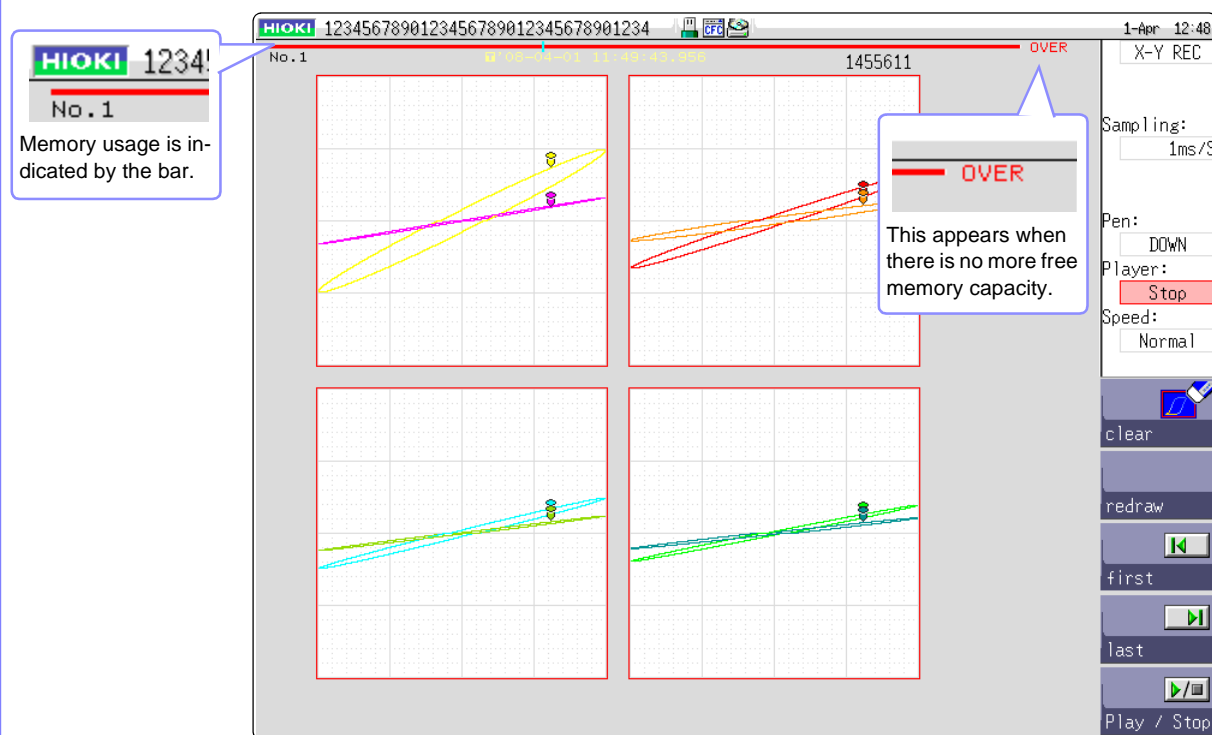 HIOKI 1234567890123456789012345678901234 CFC 1-Apr 12:48
HIOKI 12345
No.1
Memory usage is in-
dicated by the bar.
No.1 '08-04-01 11:49:43.956 1455611 OVER
OVER
This appears when
there is no more free
memory capacity.
X-Y REC
Sampling:
1ms/S
Pen:
DOWN
Player:
Stop
Speed:
Normal
clear
redraw
first
last
Play / Stop